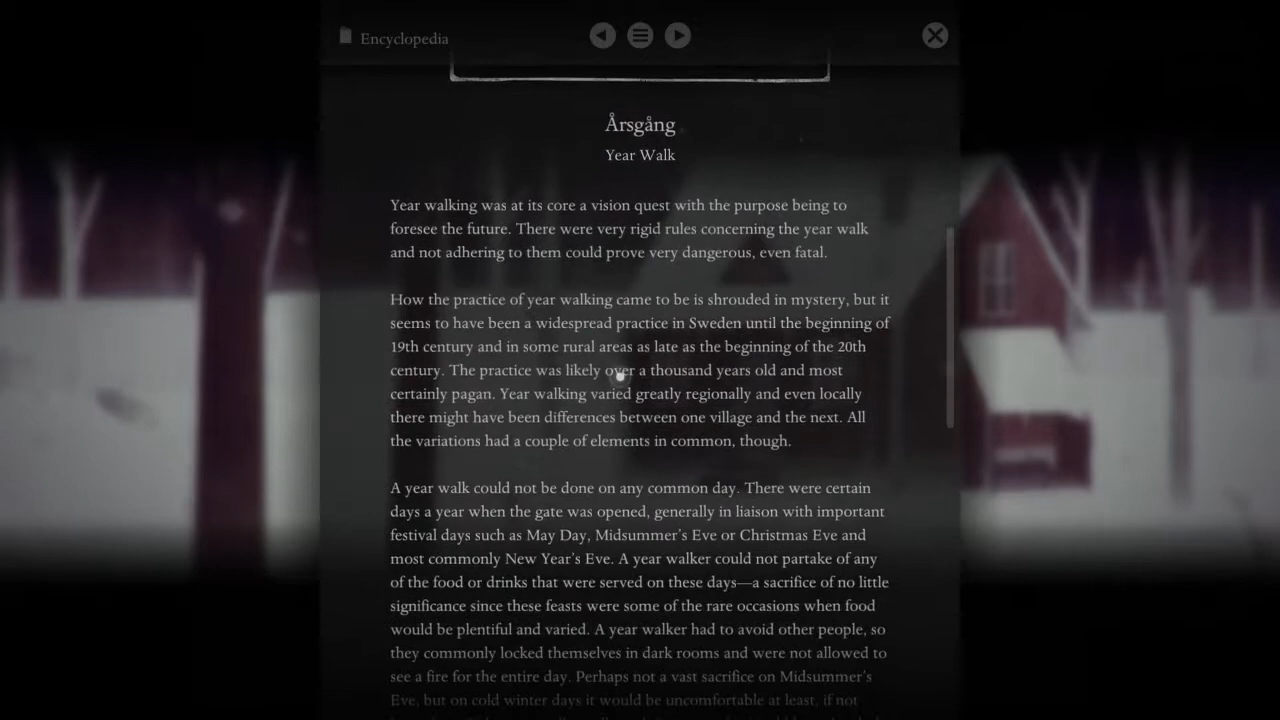 Encyclopedia
Årsgång
Year Walk
Year walking was at its core a vision quest with the purpose being to
foresee the future. There were very rigid rules concerning the year walk
and not adhering to them could prove very dangerous, even fatal.
How the practice of year walking came to be is shrouded in mystery, but it
seems to have been a widespread practice in Sweden until the beginning of
19th century and in some rural areas as late as the beginning of the 20th
century. The practice was likely over a thousand years old and most
certainly pagan. Year walking varied greatly regionally and even locally
there might have been differences between one village and the next. All
the variations had a couple of elements in common, though.
A year walk could not be done on any common day. There were certain
days a year when the gate was opened, generally in liaison with important
festival days such as May Day, Midsummer’s Eve or Christmas Eve and
most commonly New Year’s Eve. A year walker could not partake of any
of the food or drinks that were served on these days—a sacrifice of no little
significance since these feasts were some of the rare occasions when food
would be plentiful and varied. A year walker had to avoid other people, so
they commonly locked themselves in dark rooms and were not allowed to
see a fire for the entire day. Perhaps not a vast sacrifice on Midsummer’s
Eve, but on cold winter days it would be uncomfortable at least, if not